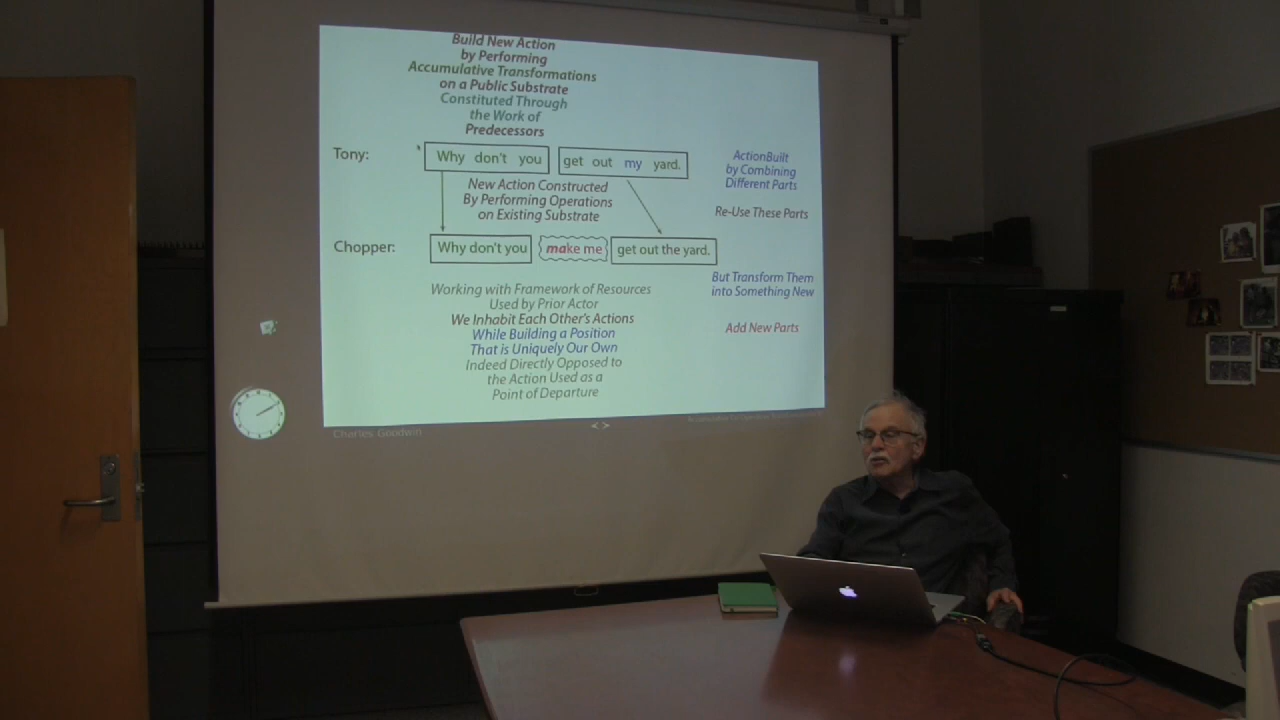 Build New Action
by Performing
Accumulative Transformations
on a Public Substrate
Constituted Through
the Work of
Predecessors
Tony: Why don't you get out my yard.
New Action Constructed
By Performing Operations
on Existing Substrate
Chopper: Why don't you make me get out the yard.
Working with Framework of Resources
Used by Prior Actor
We Inhabit Each Other's Actions
While Building a Position
That is Uniquely Our Own
Indeed Directly Opposed to
the Action Used as a
Point of Departure
ActionBuilt
by Combining
Different Parts
Re-Use These Parts
But Transform Them
into Something New
Add New Parts
Charles Goodwin
< >